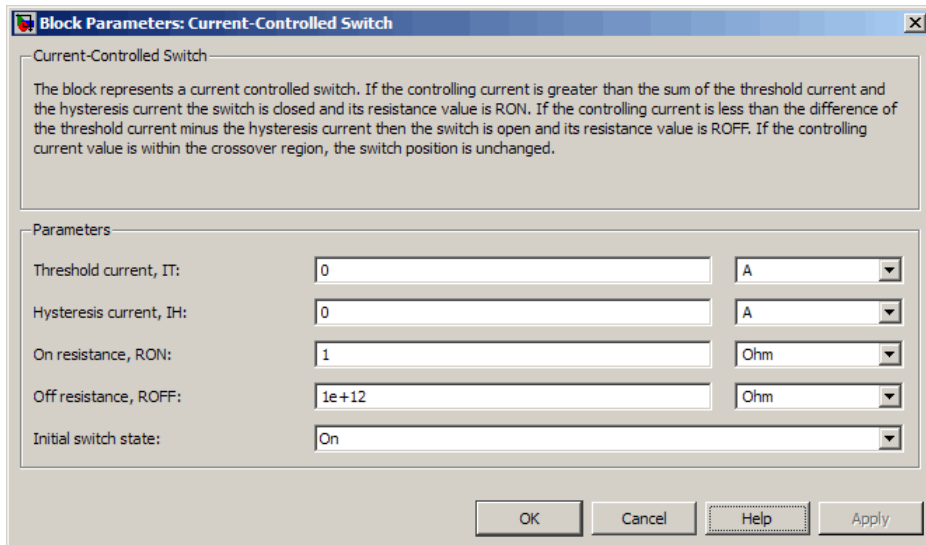 Block Parameters: Current-Controlled Switch
Current-Controlled Switch
The block represents a current controlled switch. If the controlling current is greater than the sum of the threshold current and
the hysteresis current the switch is closed and its resistance value is RON. If the controlling current is less than the difference of
the threshold current minus the hysteresis current then the switch is open and its resistance value is ROFF. If the controlling
current value is within the crossover region, the switch position is unchanged.
Parameters
Threshold current, IT: 0 A
Hysteresis current, IH: 0 A
On resistance, RON: 1 Ohm
Off resistance, ROFF: 1e+12 Ohm
Initial switch state: On
OK Cancel Help Apply